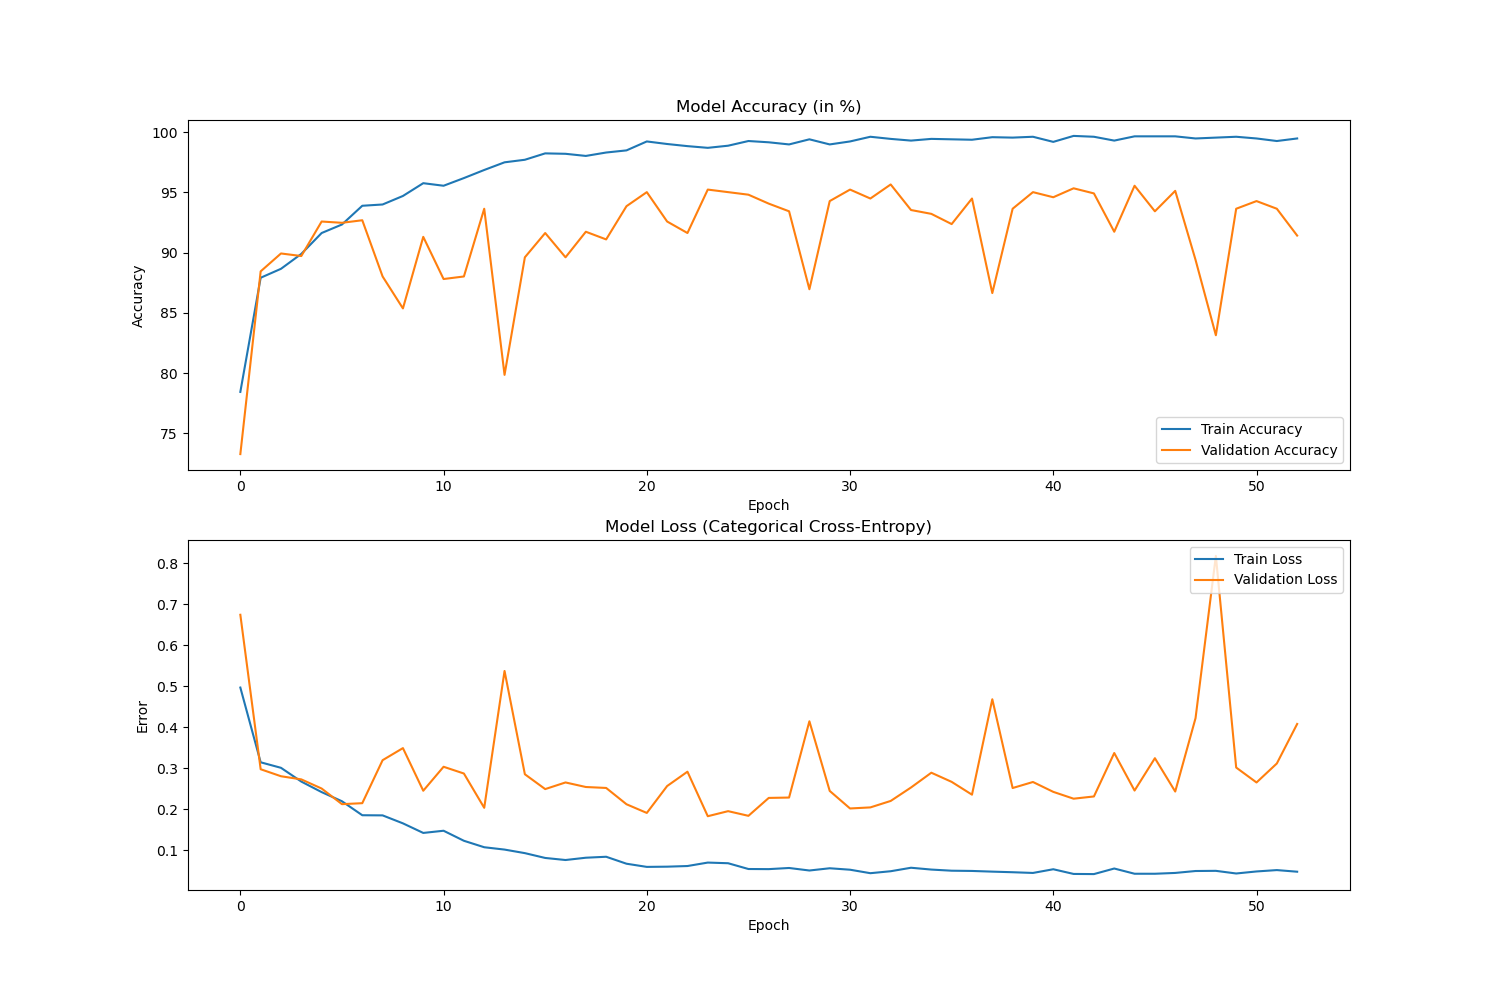 Model Accuracy (in %)
Accuracy
100
95
90
85
80
75
Train Accuracy
Validation Accuracy
0 10 20 30 40 50
Epoch
Model Loss (Categorical Cross-Entropy)
Error
0.8
0.7
0.6
0.5
0.4
0.3
0.2
0.1
Train Loss
Validation Loss
0 10 20 30 40 50
Epoch